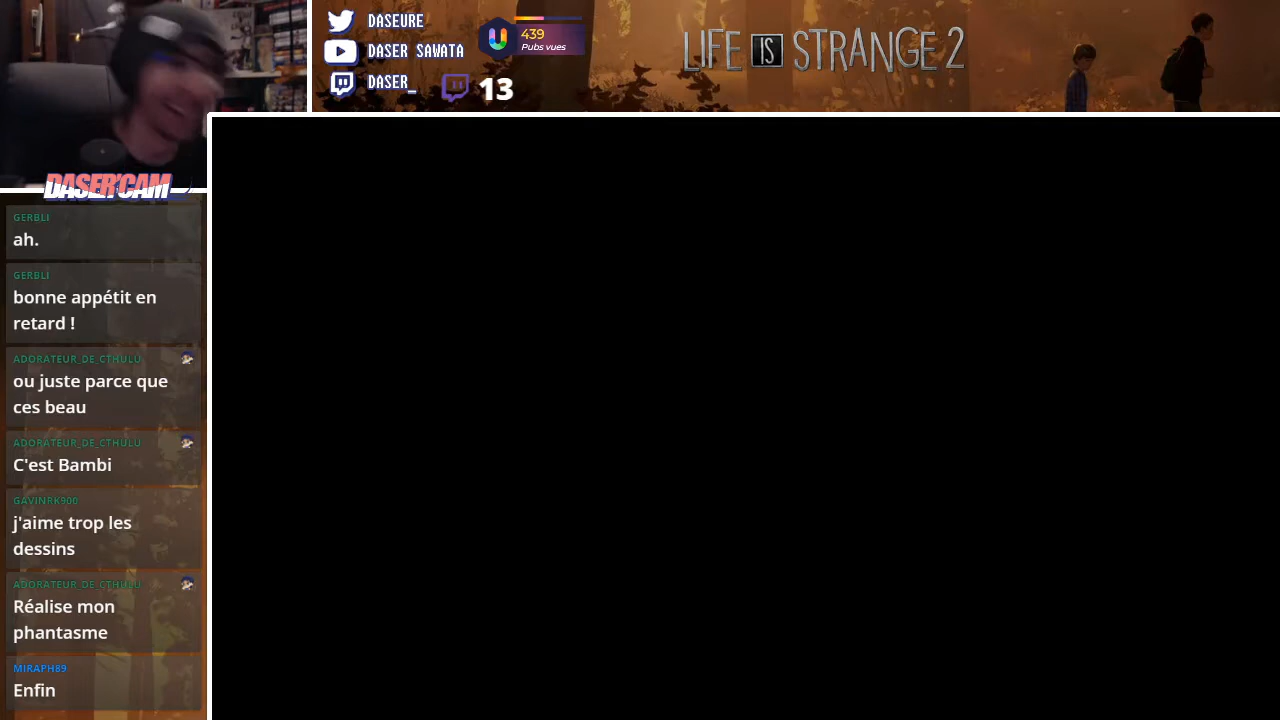 DASEURE
DASER SAWATA
DASER_
439
Pubs vues
13
LIFE IS STRANGE 2
DASER'CAM
GERBLI
ah.
GERBLI
bonne appétit en
retard !
ADORATEUR_DE_CTHULU
ou juste parce que
ces beau
ADORATEUR_DE_CTHULU
C'est Bambi
GAVINRK900
j'aime trop les
dessins
ADORATEUR_DE_CTHULU
Réalise mon
phantasme
MIRAPH89
Enfin